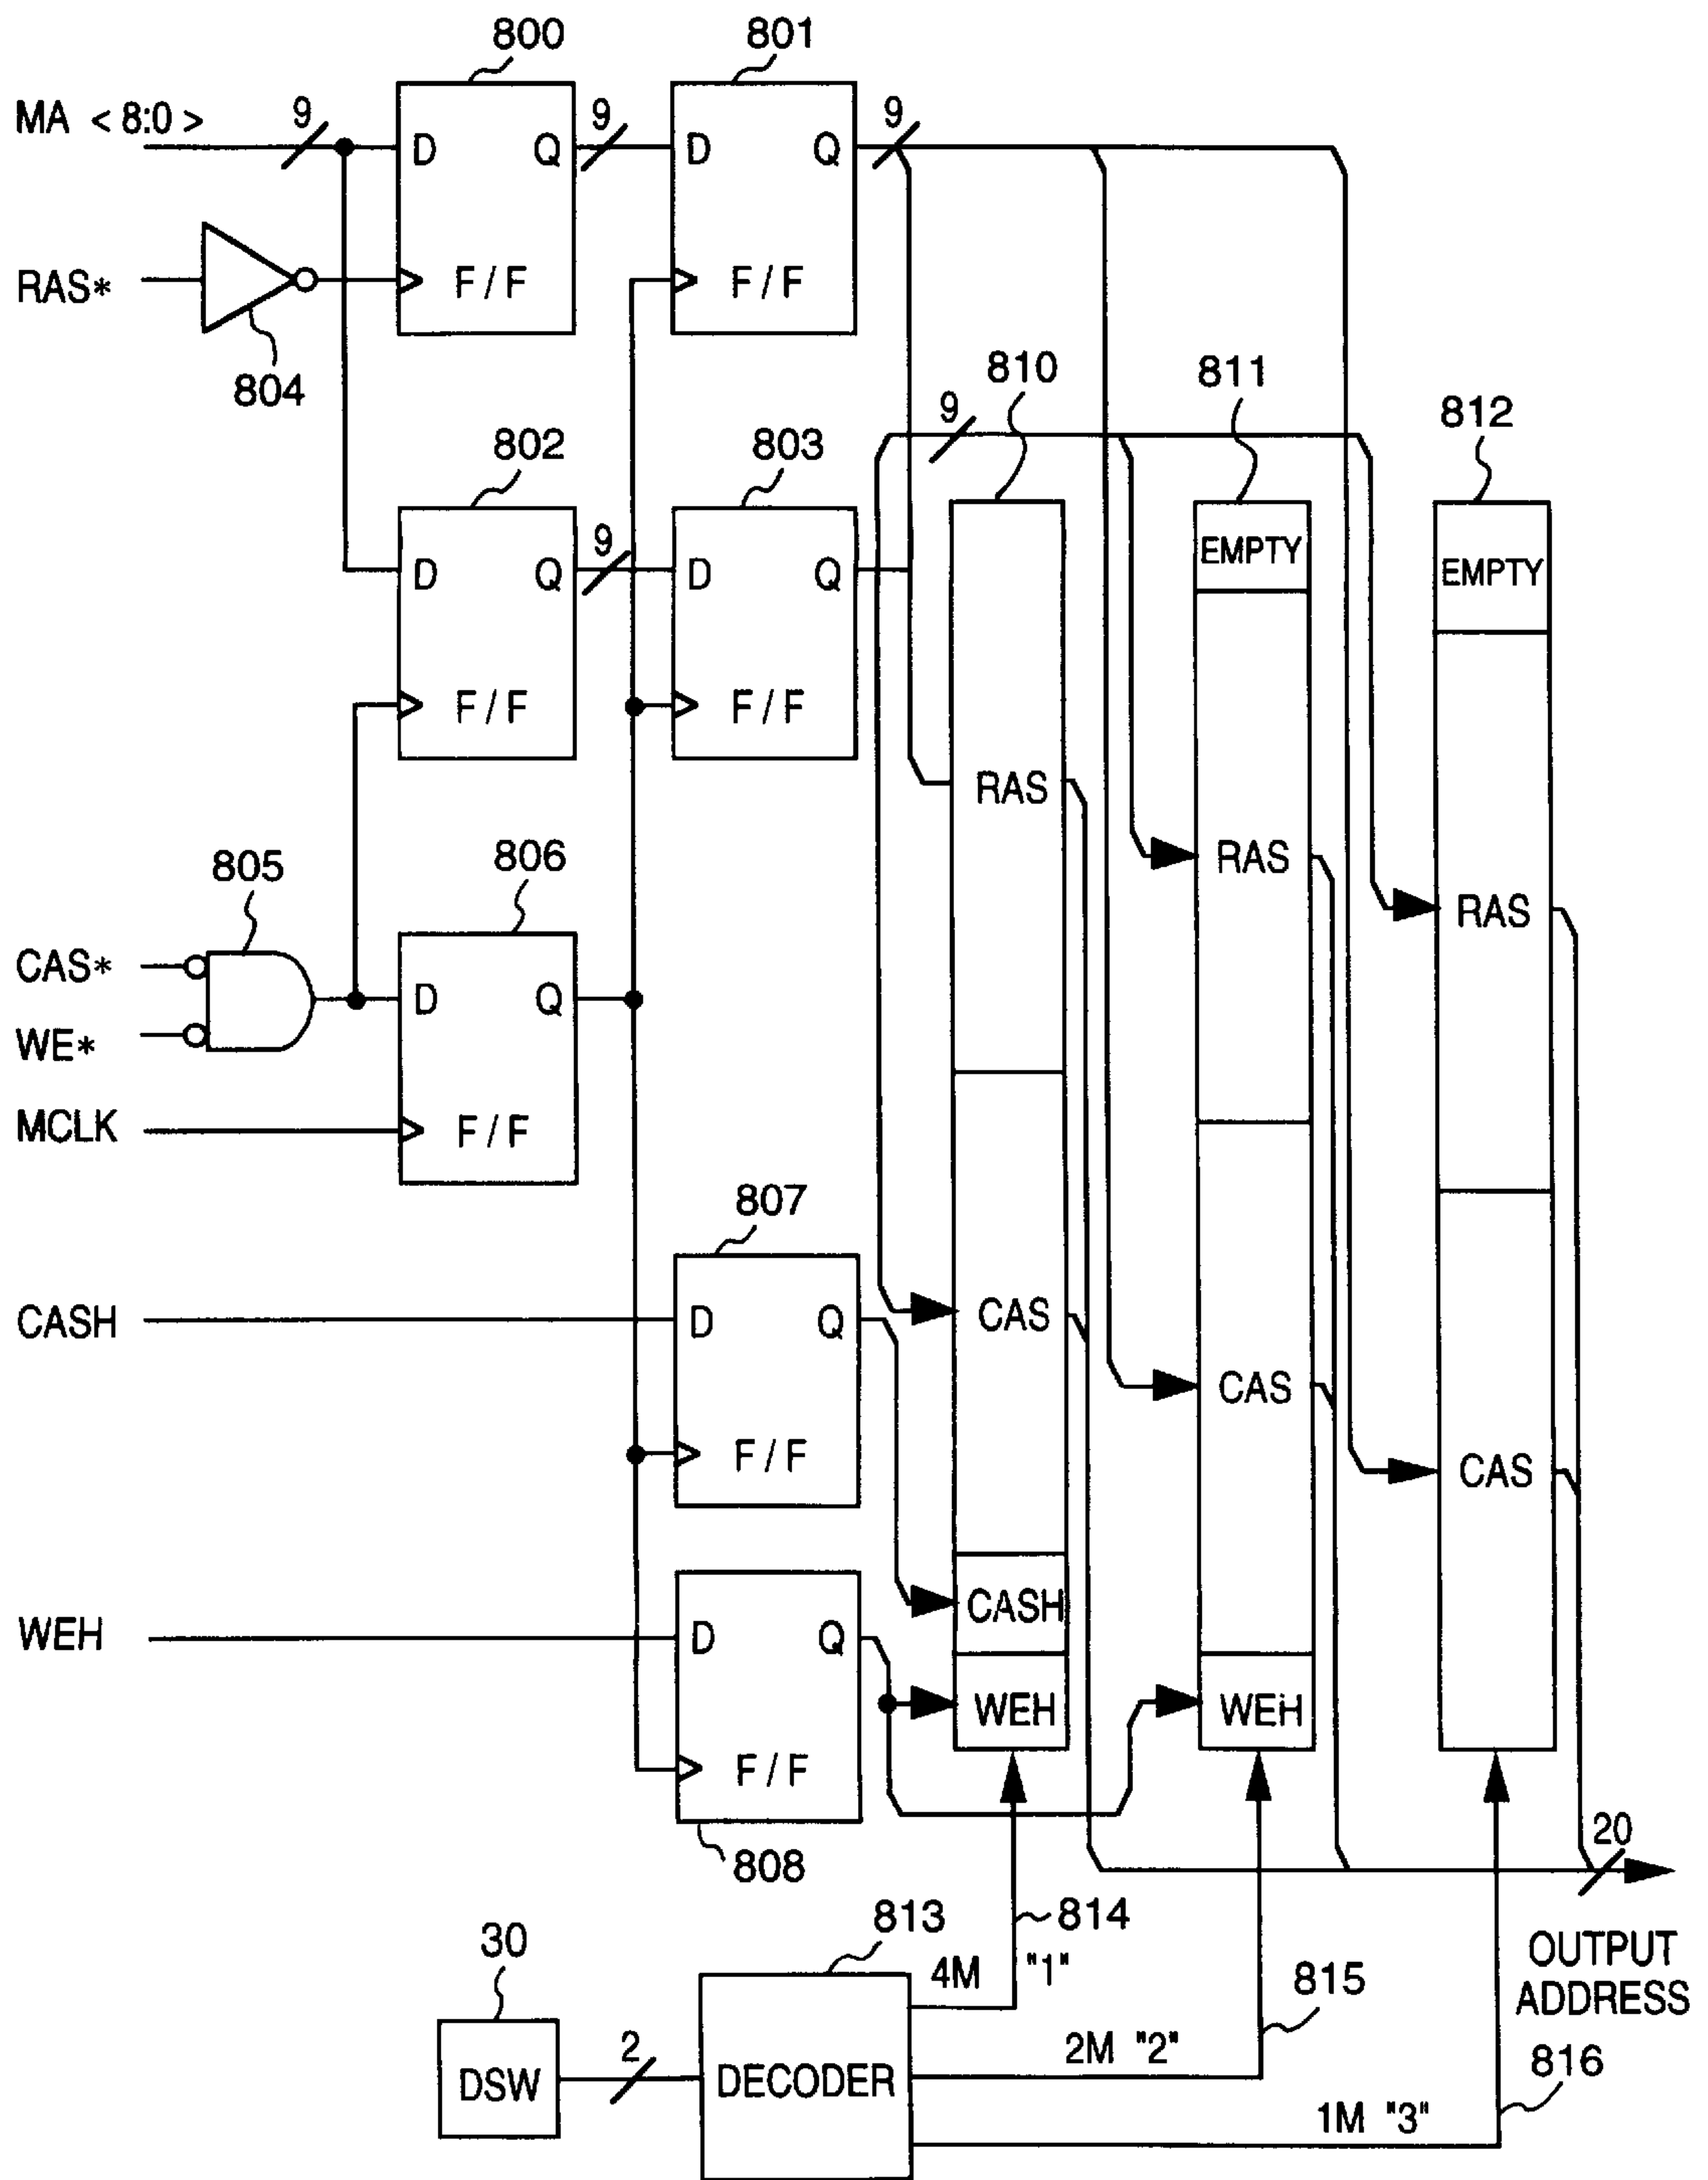 800
801
MA < 8:0 >
9
9
9
D
Q
D
Q
RAS*
F / F
F / F
804
810
811
812
9
802
803
9
D
Q
D
Q
EMPTY
EMPTY
F / F
F / F
RAS
RAS
RAS
805
806
CAS*
D
Q
WE*
MCLK
F / F
807
CASH
D
Q
CAS
CAS
CAS
F / F
CASH
WEH
D
Q
WEH
WEH
F / F
808
20
813
814
30
4M "1"
OUTPUT
ADDRESS
815
2
2M "2"
DSW
DECODER
816
1M "3"